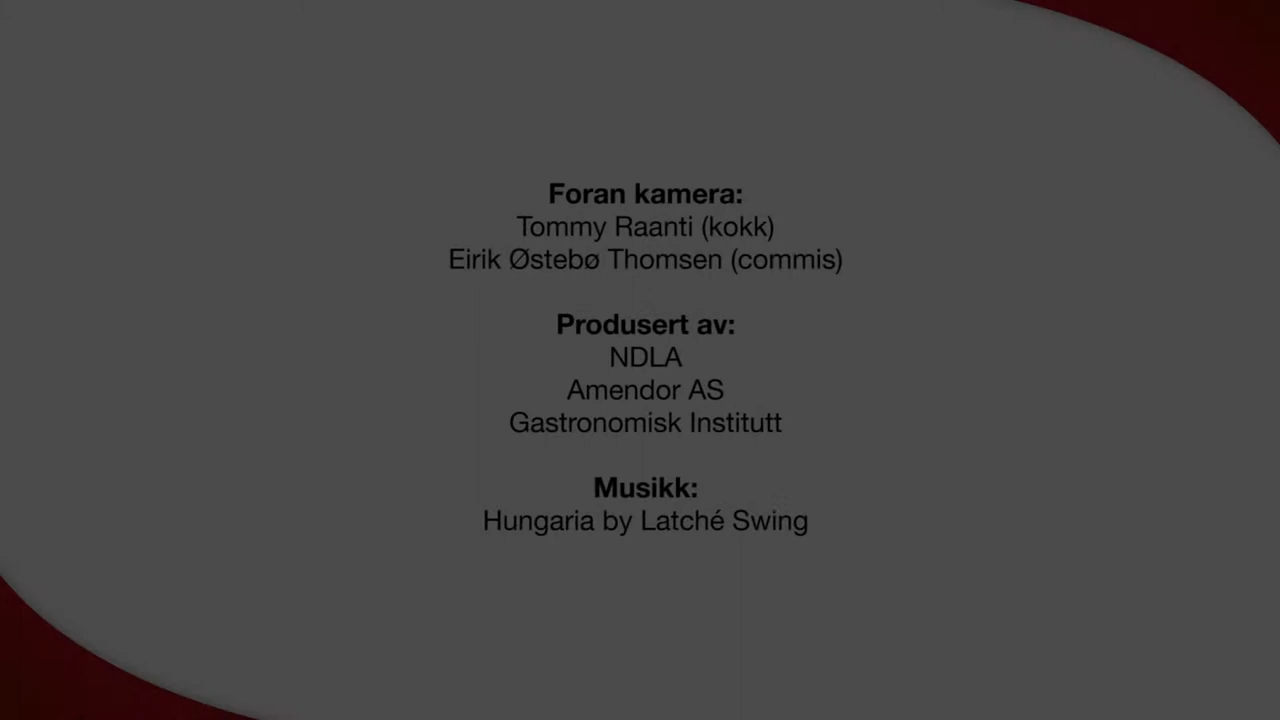 Foran kamera:
Tommy Raanti (kokk)
Eirik Østebø Thomsen (commis)
Produsert av:
NDLA
Amendor AS
Gastronomisk Institutt
Musikk:
Hungaria by Latché Swing